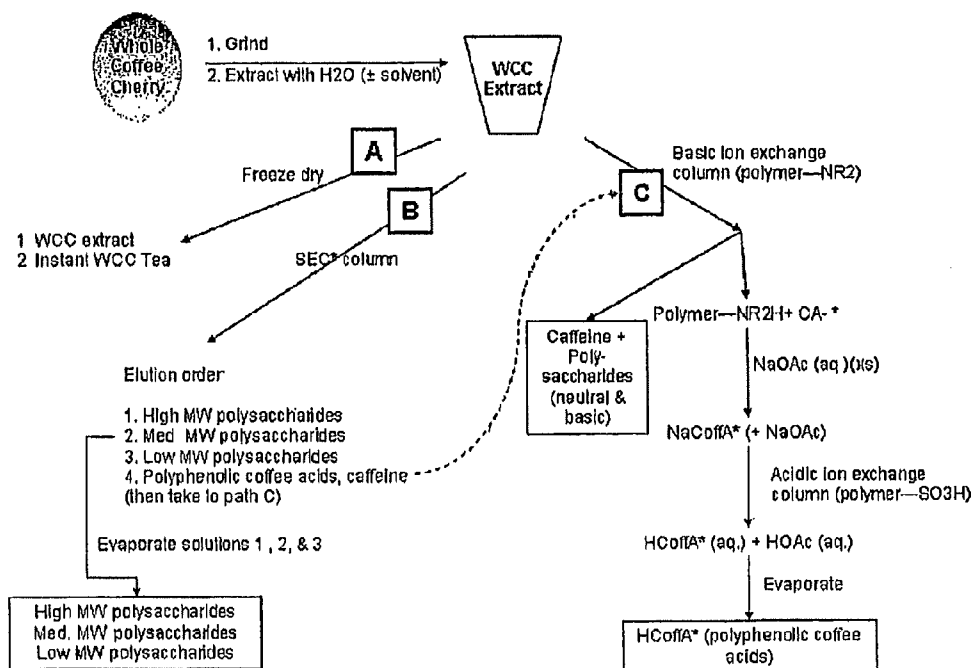 Whole
Coffee
Cherry
1. Grind
2. Extract with H2O (± solvent)
WCC
Extract
A
Freeze dry
1 WCC extract
2 Instant WCC Tea
B
SEC* column
Elution order
1. High MW polysaccharides
2. Med MW polysaccharides
3. Low MW polysaccharides
4. Polyphenolic coffee acids, caffeine
(then take to path C)
Evaporate solutions 1 , 2, & 3
High MW polysaccharides
Med. MW polysaccharides
Low MW polysaccharides
C
Basic ion exchange
column (polymer—NR2)
Caffeine +
Poly-
saccharides
(neutral &
basic)
Polymer—NR2H+ CA- *
NaOAc (aq.)(xs)
NaCoffA* (+ NaOAc)
Acidic ion exchange
column (polymer—SO3H)
HCoffA* (aq.) + HOAc (aq.)
Evaporate
HCoffA* (polyphenolic coffee
acids)